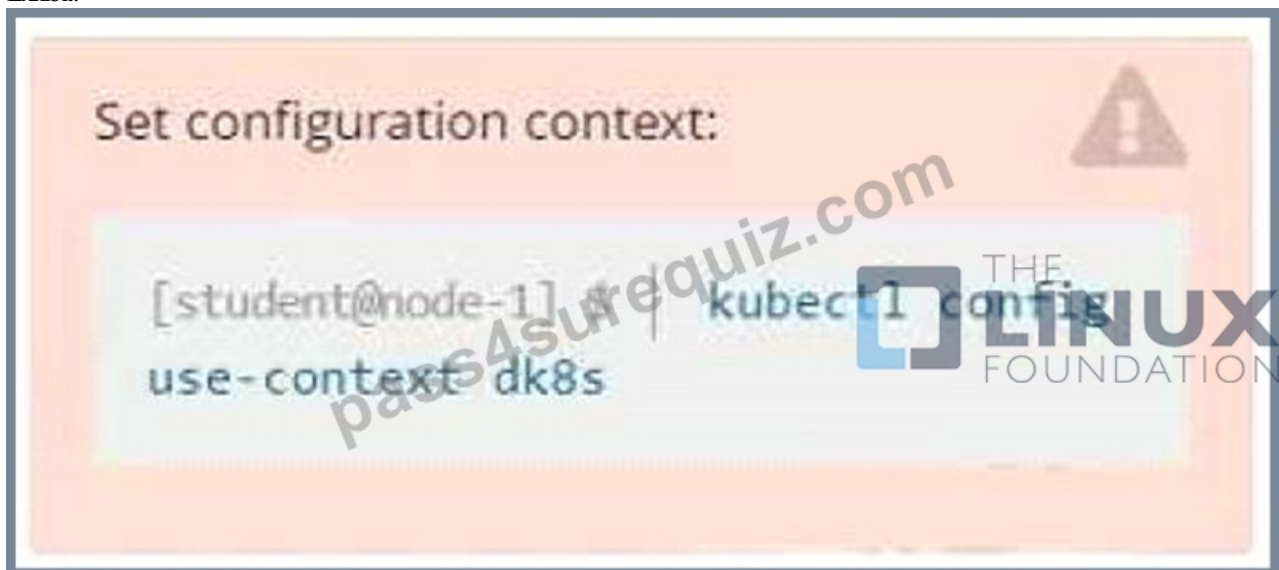 Set configuration context:
pass4surequiz.com
[student@node-1] $ | kubectl config
use-context dk8s
THE
LINUX
FOUNDATION